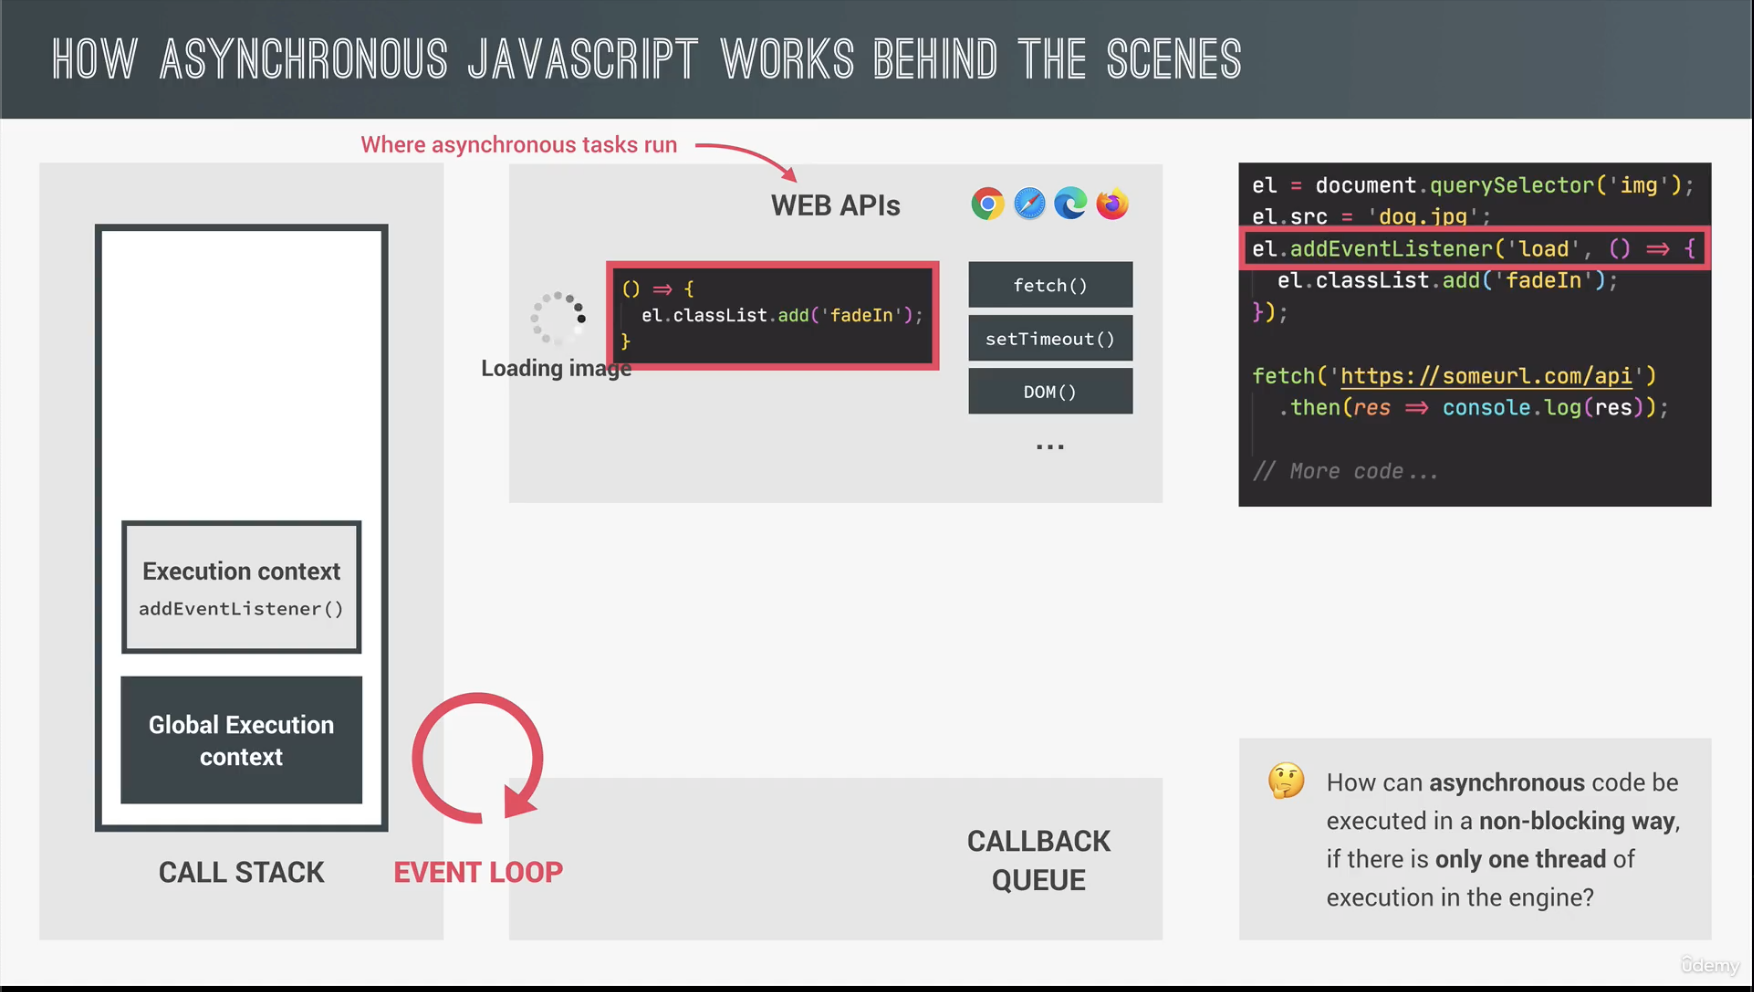 HOW ASYNCHRONOUS JAVASCRIPT WORKS BEHIND THE SCENES
Where asynchronous tasks run
WEB APIs
Loading image
() => {
el.classList.add('fadeIn');
}
fetch()
setTimeout()
DOM()
...
el = document.querySelector('img');
el.src = 'dog.jpg';
el.addEventListener('load', () => {
el.classList.add('fadeIn');
});
fetch('https://someurl.com/api')
.then(res => console.log(res));
// More code...
Execution context
addEventListener()
Global Execution
context
CALL STACK
EVENT LOOP
CALLBACK
QUEUE
🤔 How can asynchronous code be
executed in a non-blocking way,
if there is only one thread of
execution in the engine?
ûdemy